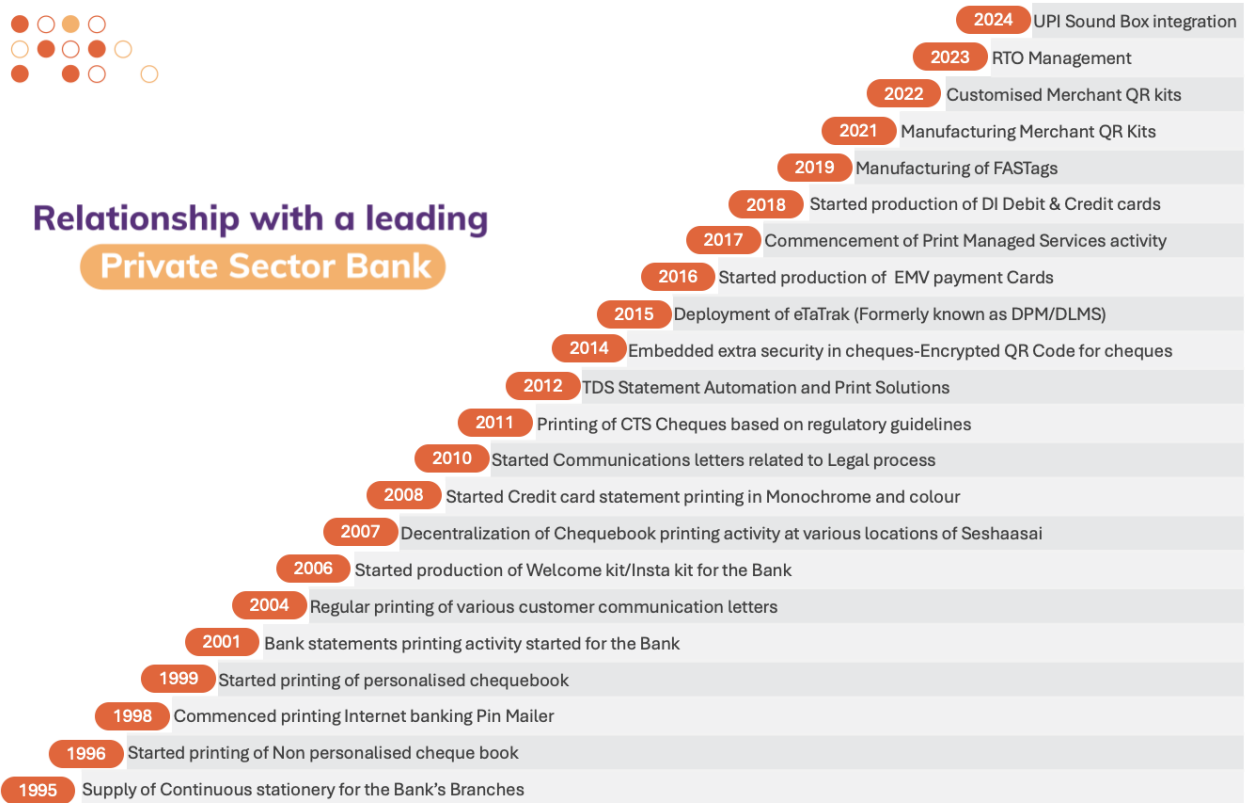 2024 UPI Sound Box integration
2023 RTO Management
2022 Customised Merchant QR kits
2021 Manufacturing Merchant QR Kits
2019 Manufacturing of FASTags
2018 Started production of DI Debit & Credit cards
Relationship with a leading
Private Sector Bank
2017 Commencement of Print Managed Services activity
2016 Started production of EMV payment Cards
2015 Deployment of eTaTrak (Formerly known as DPM/DLMS)
2014 Embedded extra security in cheques-Encrypted QR Code for cheques
2012 TDS Statement Automation and Print Solutions
2011 Printing of CTS Cheques based on regulatory guidelines
2010 Started Communications letters related to Legal process
2008 Started Credit card statement printing in Monochrome and colour
2007 Decentralization of Chequebook printing activity at various locations of Seshaasai
2006 Started production of Welcome kit/Insta kit for the Bank
2004 Regular printing of various customer communication letters
2001 Bank statements printing activity started for the Bank
1999 Started printing of personalised chequebook
1998 Commenced printing Internet banking Pin Mailer
1996 Started printing of Non personalised cheque book
1995 Supply of Continuous stationery for the Bank's Branches